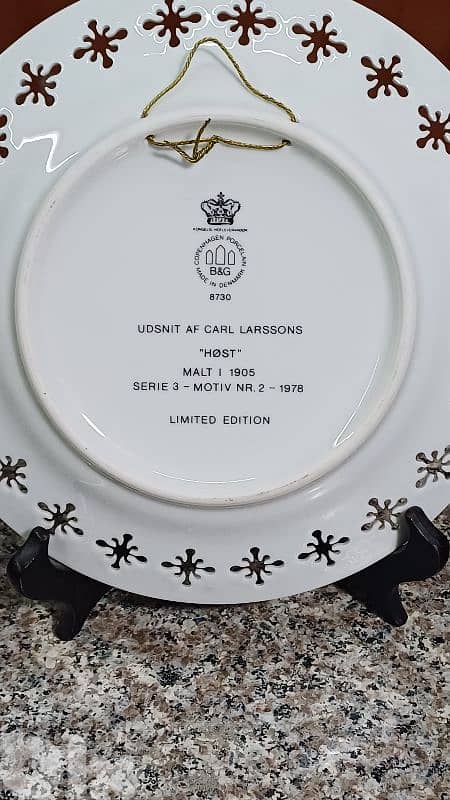 KONGELIG HOFLEVERANDØR
COPENHAGEN PORCELAIN
B&G
MADE IN DENMARK
8730
UDSNIT AF CARL LARSSONS
"HØST"
MALT I 1905
SERIE 3 - MOTIV NR. 2 - 1978
LIMITED EDITION